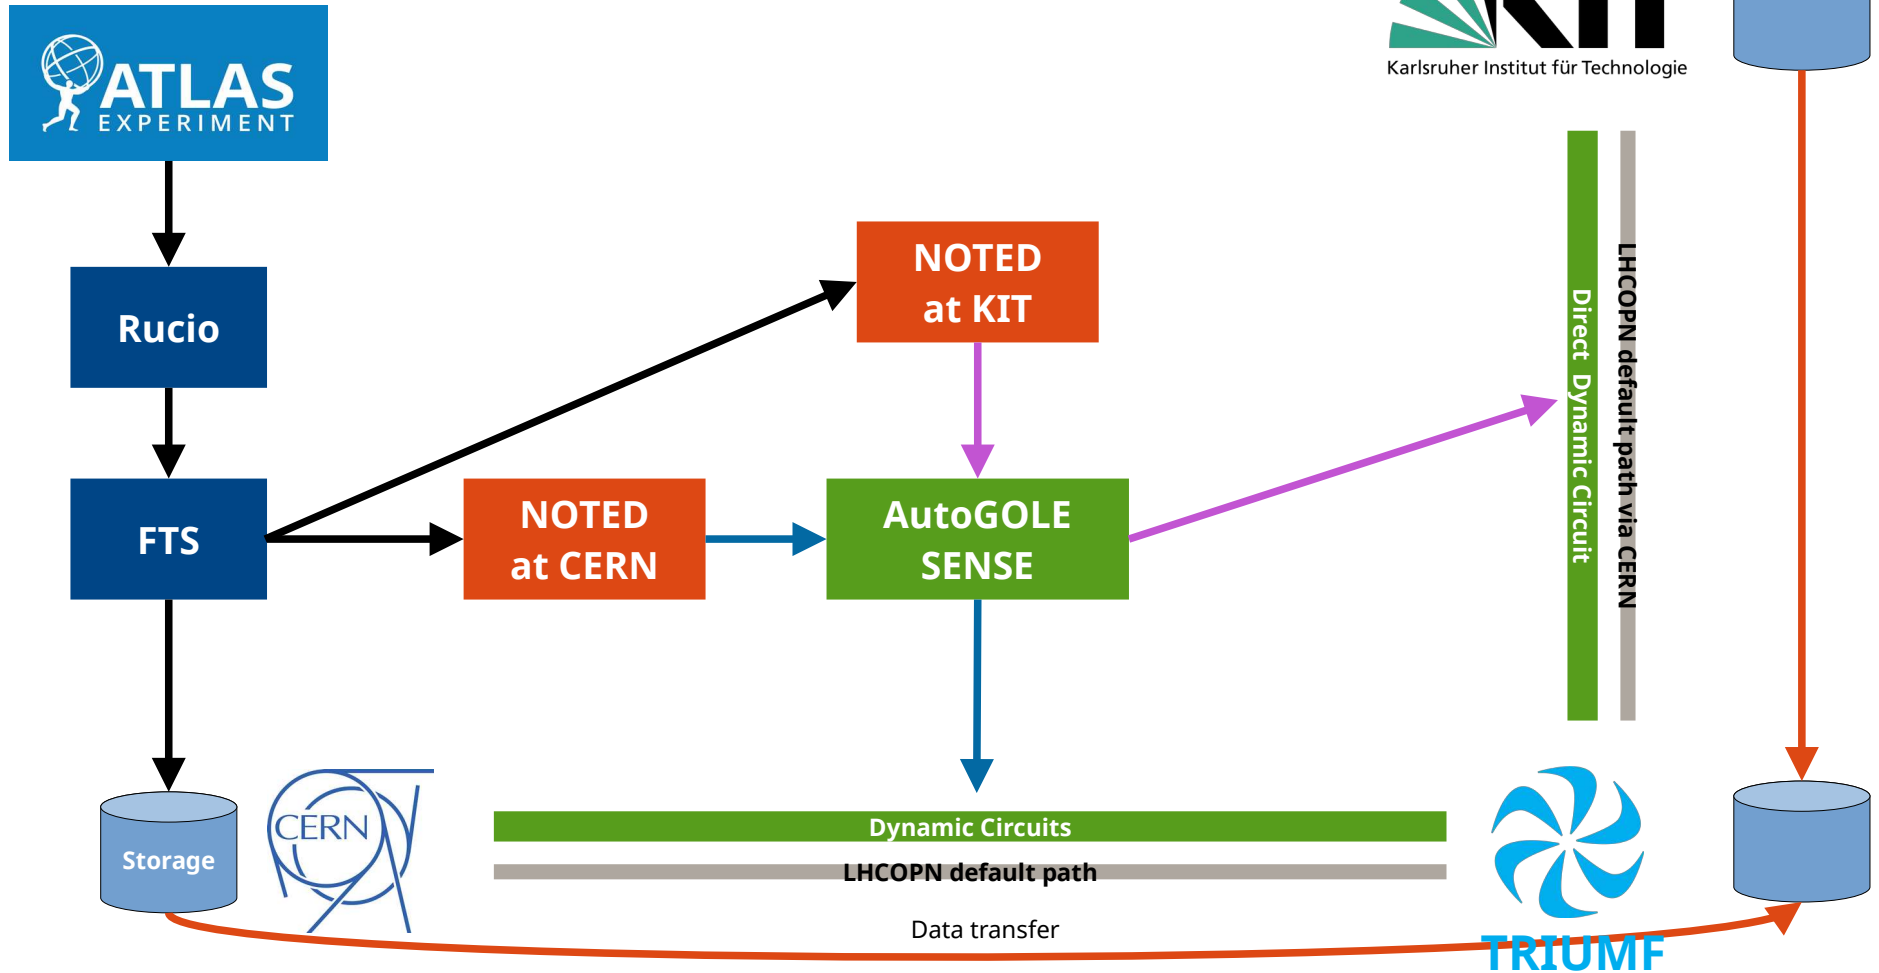 ATLAS
EXPERIMENT
KIT
Karlsruher Institut für Technologie
NOTED
at KIT
Rucio
Direct Dynamic Circuit
LHCOPN default path via CERN
FTS
NOTED
at CERN
AutoGOLE
SENSE
CERN
Storage
Dynamic Circuits
LHCOPN default path
Data transfer
TRIUMF